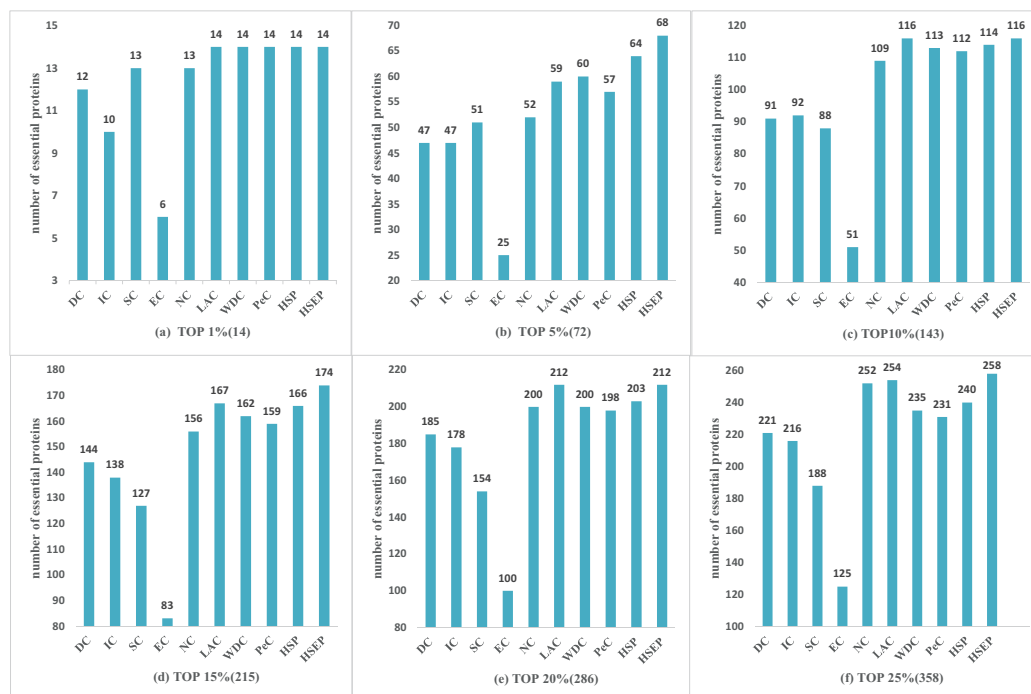 number of essential proteins
15
13
11
9
7
5
3
12
10
13
6
13
14
14
14
14
14
DC
IC
SC
EC
NC
LAC
WDC
PeC
HSP
HSEP
(a) TOP 1%(14)
number of essential proteins
70
65
60
55
50
45
40
35
30
25
20
47
47
51
25
52
59
60
57
64
68
DC
IC
SC
EC
NC
LAC
WDC
PeC
HSP
HSEP
(b) TOP 5%(72)
number of essential proteins
120
110
100
90
80
70
60
50
40
91
92
88
51
109
116
113
112
114
116
DC
IC
SC
EC
NC
LAC
WDC
PeC
HSP
HSEP
(c) TOP10%(143)
number of essential proteins
180
170
160
150
140
130
120
110
100
90
80
144
138
127
83
156
167
162
159
166
174
DC
IC
SC
EC
NC
LAC
WDC
PeC
HSP
HSEP
(d) TOP 15%(215)
number of essential proteins
220
200
180
160
140
120
100
80
185
178
154
100
200
212
200
198
203
212
DC
IC
SC
EC
NC
LAC
WDC
PeC
HSP
HSEP
(e) TOP 20%(286)
number of essential proteins
260
240
220
200
180
160
140
120
100
221
216
188
125
252
254
235
231
240
258
DC
IC
SC
EC
NC
LAC
WDC
PeC
HSP
HSEP
(f) TOP 25%(358)